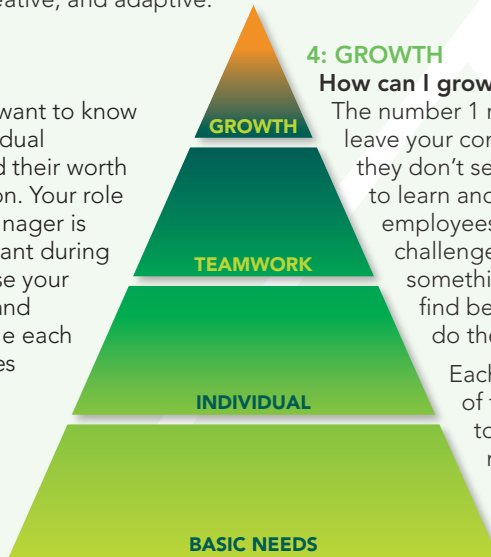 eative, and adaptive.
want to know
dual
d their worth
on. Your role
nager is
ant during
se your
and
e each
es
GROWTH
TEAMWORK
INDIVIDUAL
BASIC NEEDS
4: GROWTH
How can I grow
The number 1 r
leave your con
they don't se
to learn and
employees
challenge
somethi
find be
do the
Each
of t
to